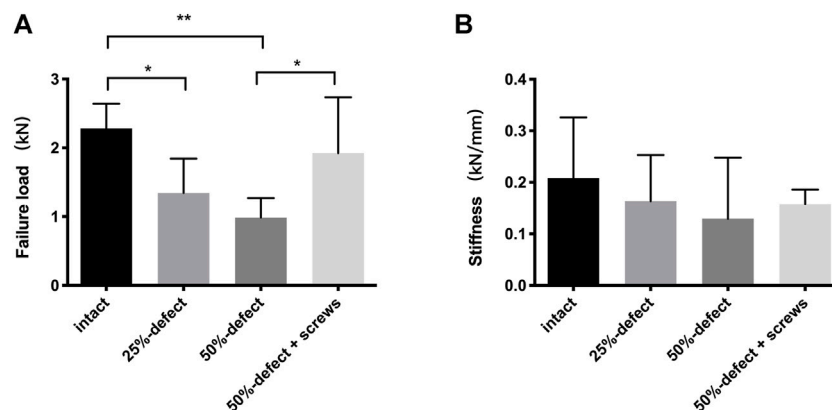 A
**
*
*
3
2
1
0
Failure load (kN)
intact
25%-defect
50%-defect
50%-defect + screws
B
0.4
0.3
0.2
0.1
0.0
Stiffness (kN/mm)
intact
25%-defect
50%-defect
50%-defect + screws